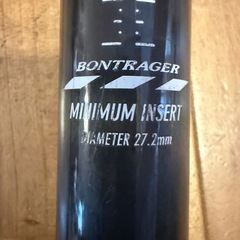 BONTRAGER
MINIMUM INSERT
DIAMETER 27.2mm